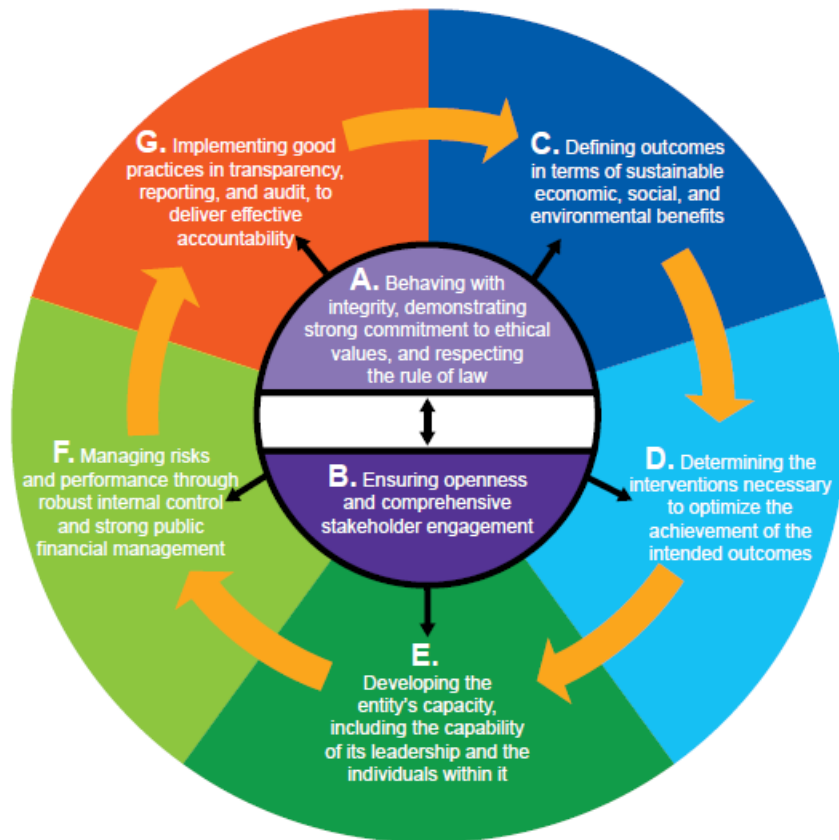 G. Implementing good
practices in transparency,
reporting, and audit, to
deliver effective
accountability
C. Defining outcomes
in terms of sustainable
economic, social, and
environmental benefits
A. Behaving with
integrity, demonstrating
strong commitment to ethical
values, and respecting
the rule of law
B. Ensuring openness
and comprehensive
stakeholder engagement
F. Managing risks
and performance through
robust internal control
and strong public
financial management
D. Determining the
interventions necessary
to optimize the
achievement of the
intended outcomes
E.
Developing the
entity's capacity,
including the capability
of its leadership and the
individuals within it